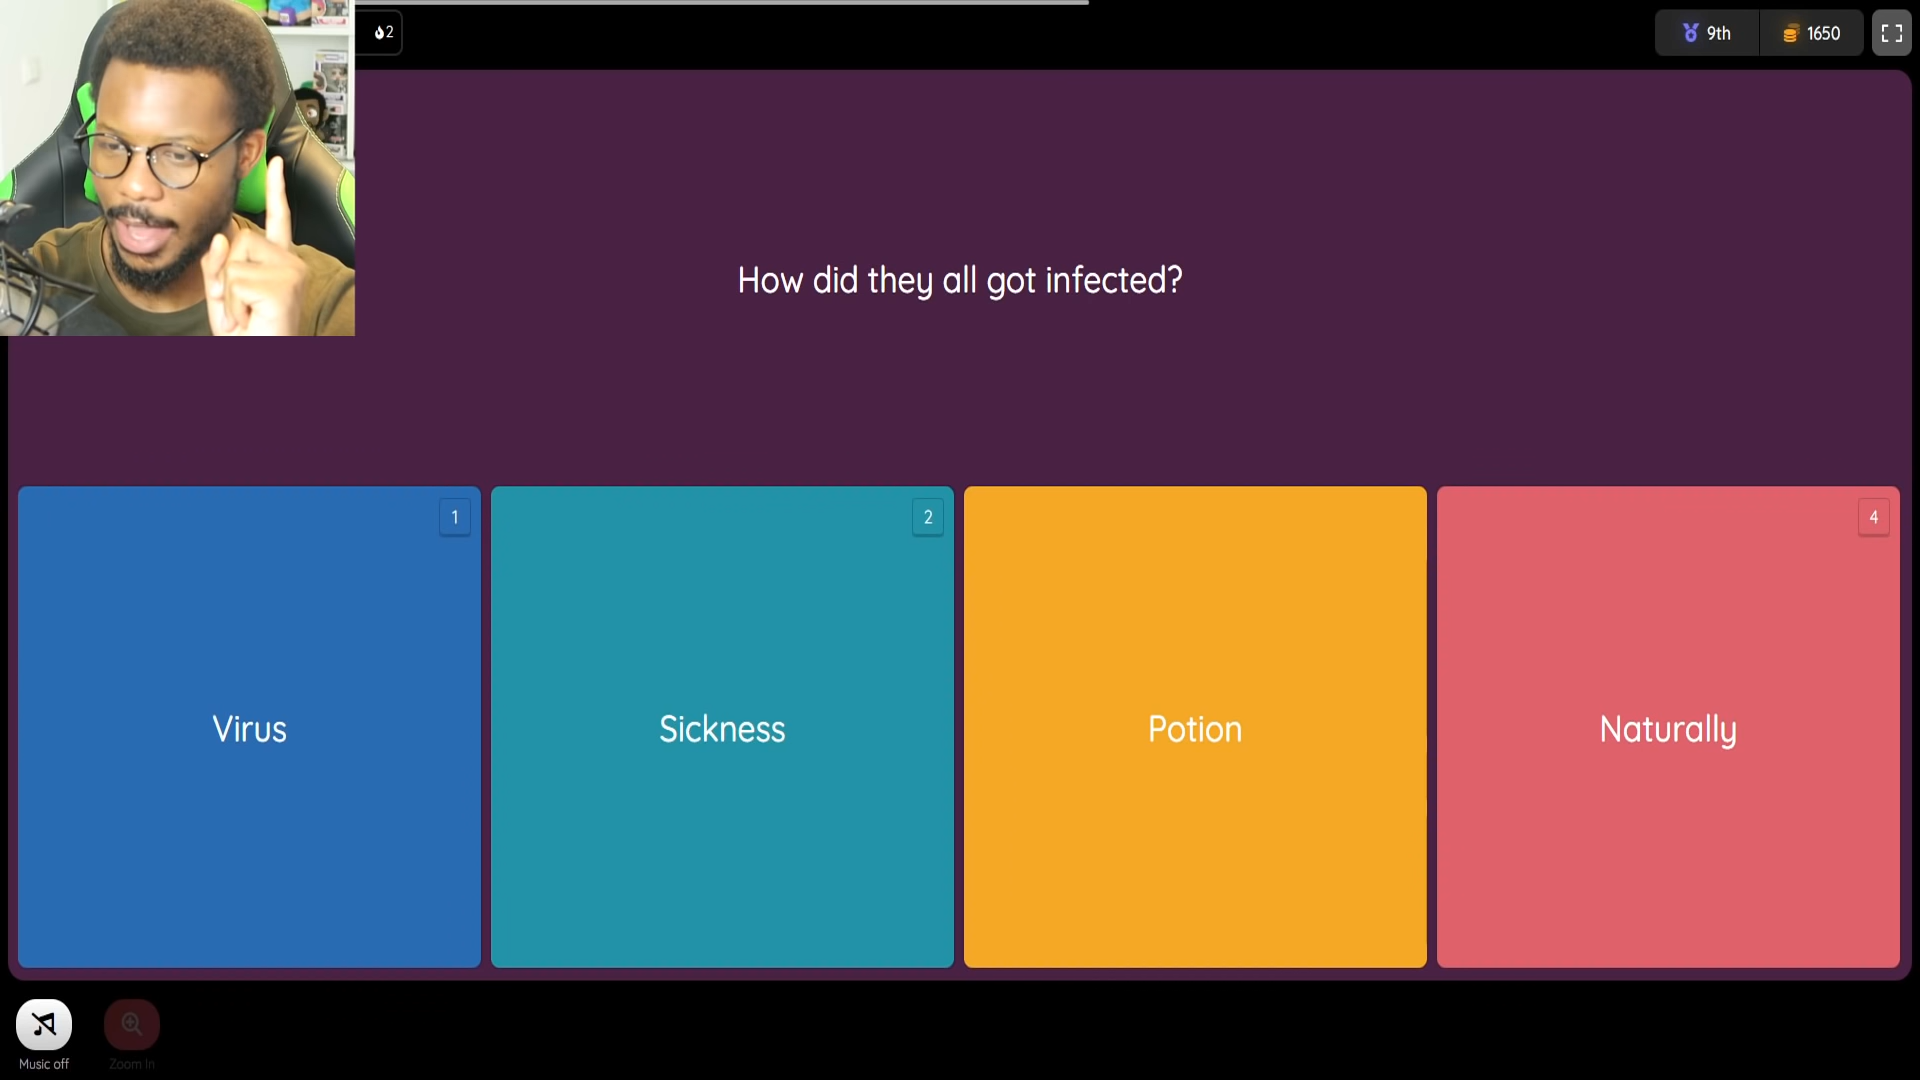 2
9th
1650
How did they all got infected?
1
2
4
Virus
Sickness
Potion
Naturally
Music off
Zoom In